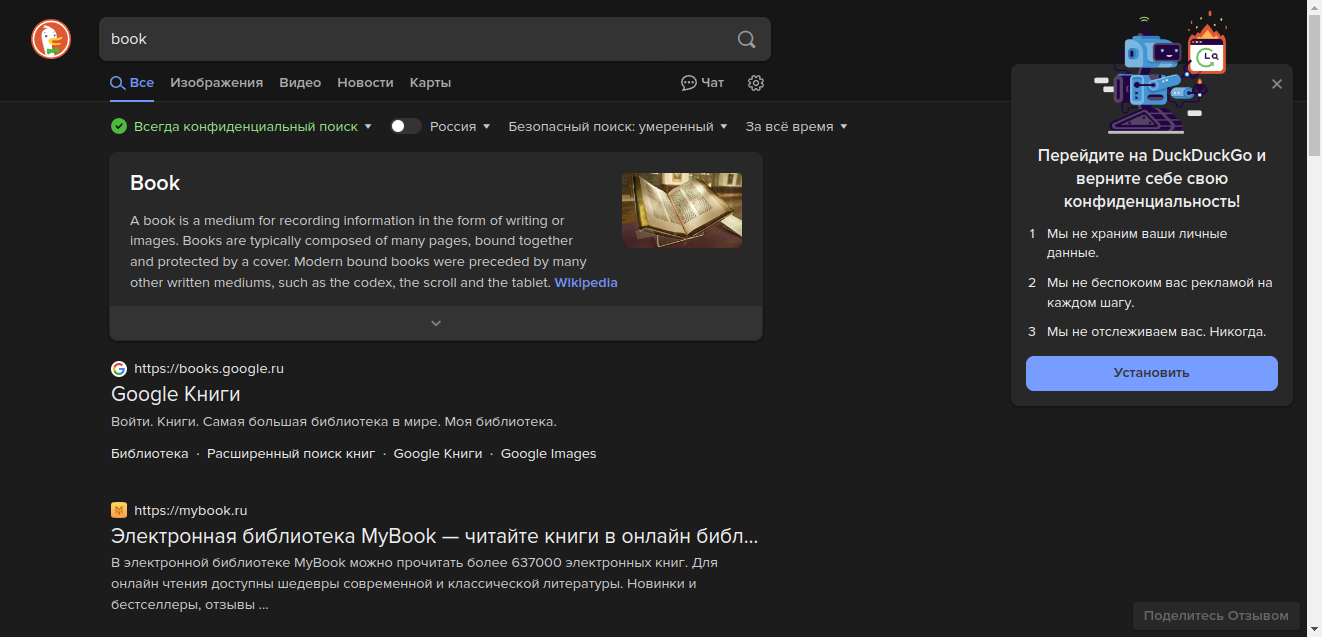 book
Все Изображения Видео Новости Карты Чат
Всегда конфиденциальный поиск Россия Безопасный поиск: умеренный За всё время
Book
A book is a medium for recording information in the form of writing or
images. Books are typically composed of many pages, bound together
and protected by a cover. Modern bound books were preceded by many
other written mediums, such as the codex, the scroll and the tablet. Wikipedia
https://books.google.ru
Google Книги
Войти. Книги. Самая большая библиотека в мире. Моя библиотека.
Библиотека · Расширенный поиск книг · Google Книги · Google Images
https://mybook.ru
Электронная библиотека MyBook — читайте книги в онлайн библ...
В электронной библиотеке MyBook можно прочитать более 637000 электронных книг. Для
онлайн чтения доступны шедевры современной и классической литературы. Новинки и
бестселлеры, отзывы ...
Перейдите на DuckDuckGo и
верните себе свою
конфиденциальность!
1 Мы не храним ваши личные
данные.
2 Мы не беспокоим вас рекламой на
каждом шагу.
3 Мы не отслеживаем вас. Никогда.
Установить
Поделитесь Отзывом